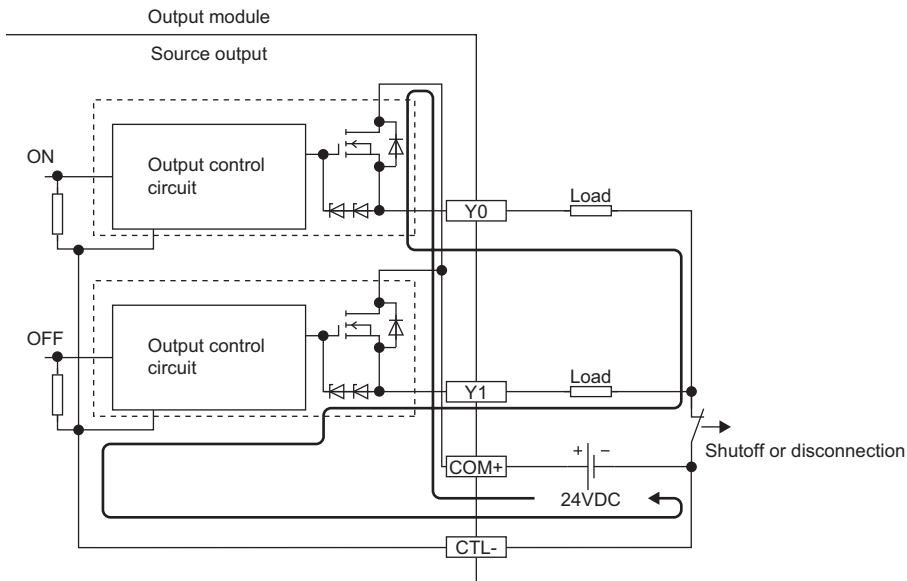 Output module
Source output
ON
Output control
circuit
Y0
Load
OFF
Output control
circuit
Y1
Load
Shutoff or disconnection
COM+
+ −
24VDC
CTL-